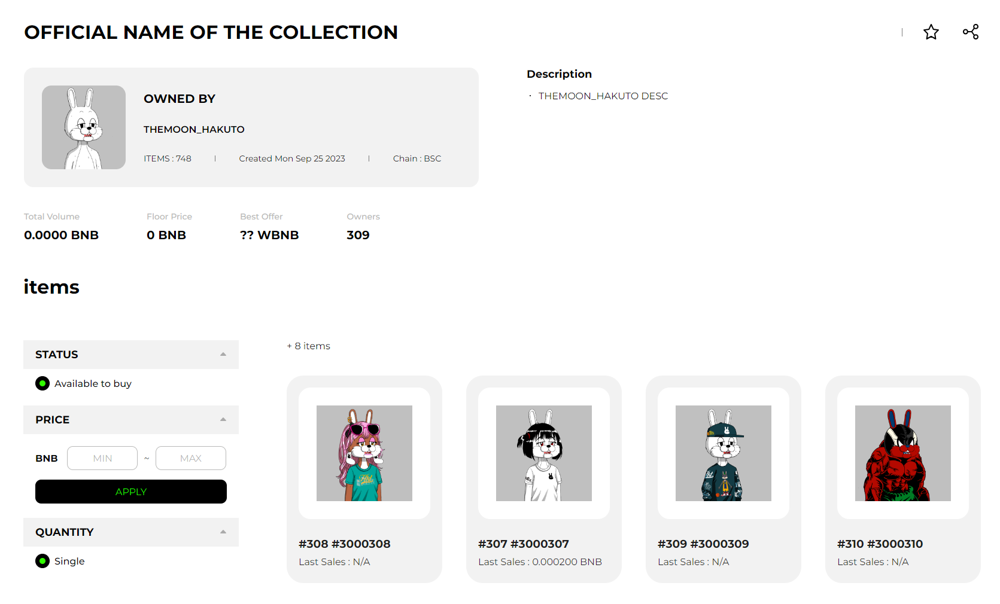 OFFICIAL NAME OF THE COLLECTION
OWNED BY
THEMOON_HAKUTO
ITEMS : 748 | Created Mon Sep 25 2023 | Chain : BSC
Description
· THEMOON_HAKUTO DESC
Total Volume Floor Price Best Offer Owners
0.0000 BNB 0 BNB ?? WBNB 309
items
STATUS
Available to buy
PRICE
BNB MIN ~ MAX
APPLY
QUANTITY
Single
+ 8 items
#308 #3000308
Last Sales : N/A
#307 #3000307
Last Sales : 0.000200 BNB
#309 #3000309
Last Sales : N/A
#310 #3000310
Last Sales : N/A